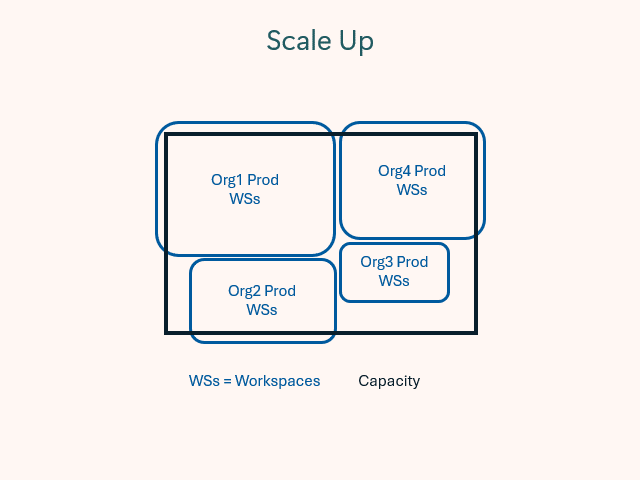 Scale Up
Org1 Prod
WSs
Org4 Prod
WSs
Org2 Prod
WSs
Org3 Prod
WSs
WSs = Workspaces
Capacity